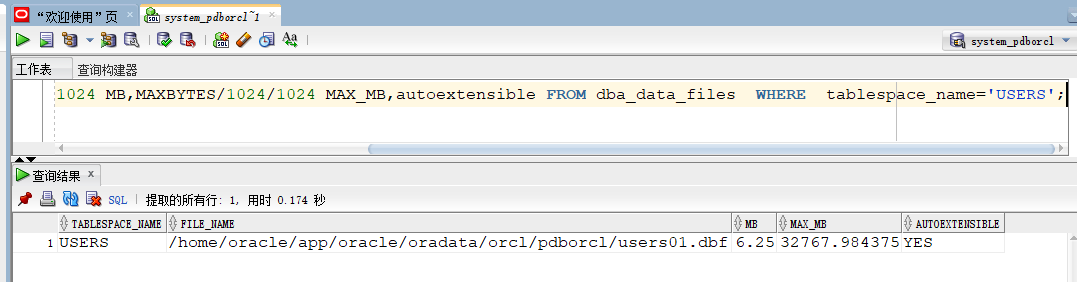 “欢迎使用”页 system_pdborcl~1
system_pdborcl
工作表 查询构建器
1024 MB,MAXBYTES/1024/1024 MAX_MB,autoextensible FROM dba_data_files  WHERE  tablespace_name='USERS';
查询结果 x
SQL | 提取的所有行: 1, 用时 0.174 秒
TABLESPACE_NAME FILE_NAME MB MAX_MB AUTOEXTENSIBLE
1 USERS /home/oracle/app/oracle/oradata/orcl/pdborcl/users01.dbf 6.25 32767.984375 YES